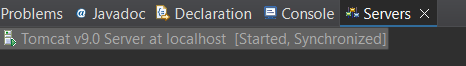 Problems @ Javadoc Declaration Console Servers
Tomcat v9.0 Server at localhost [Started, Synchronized]